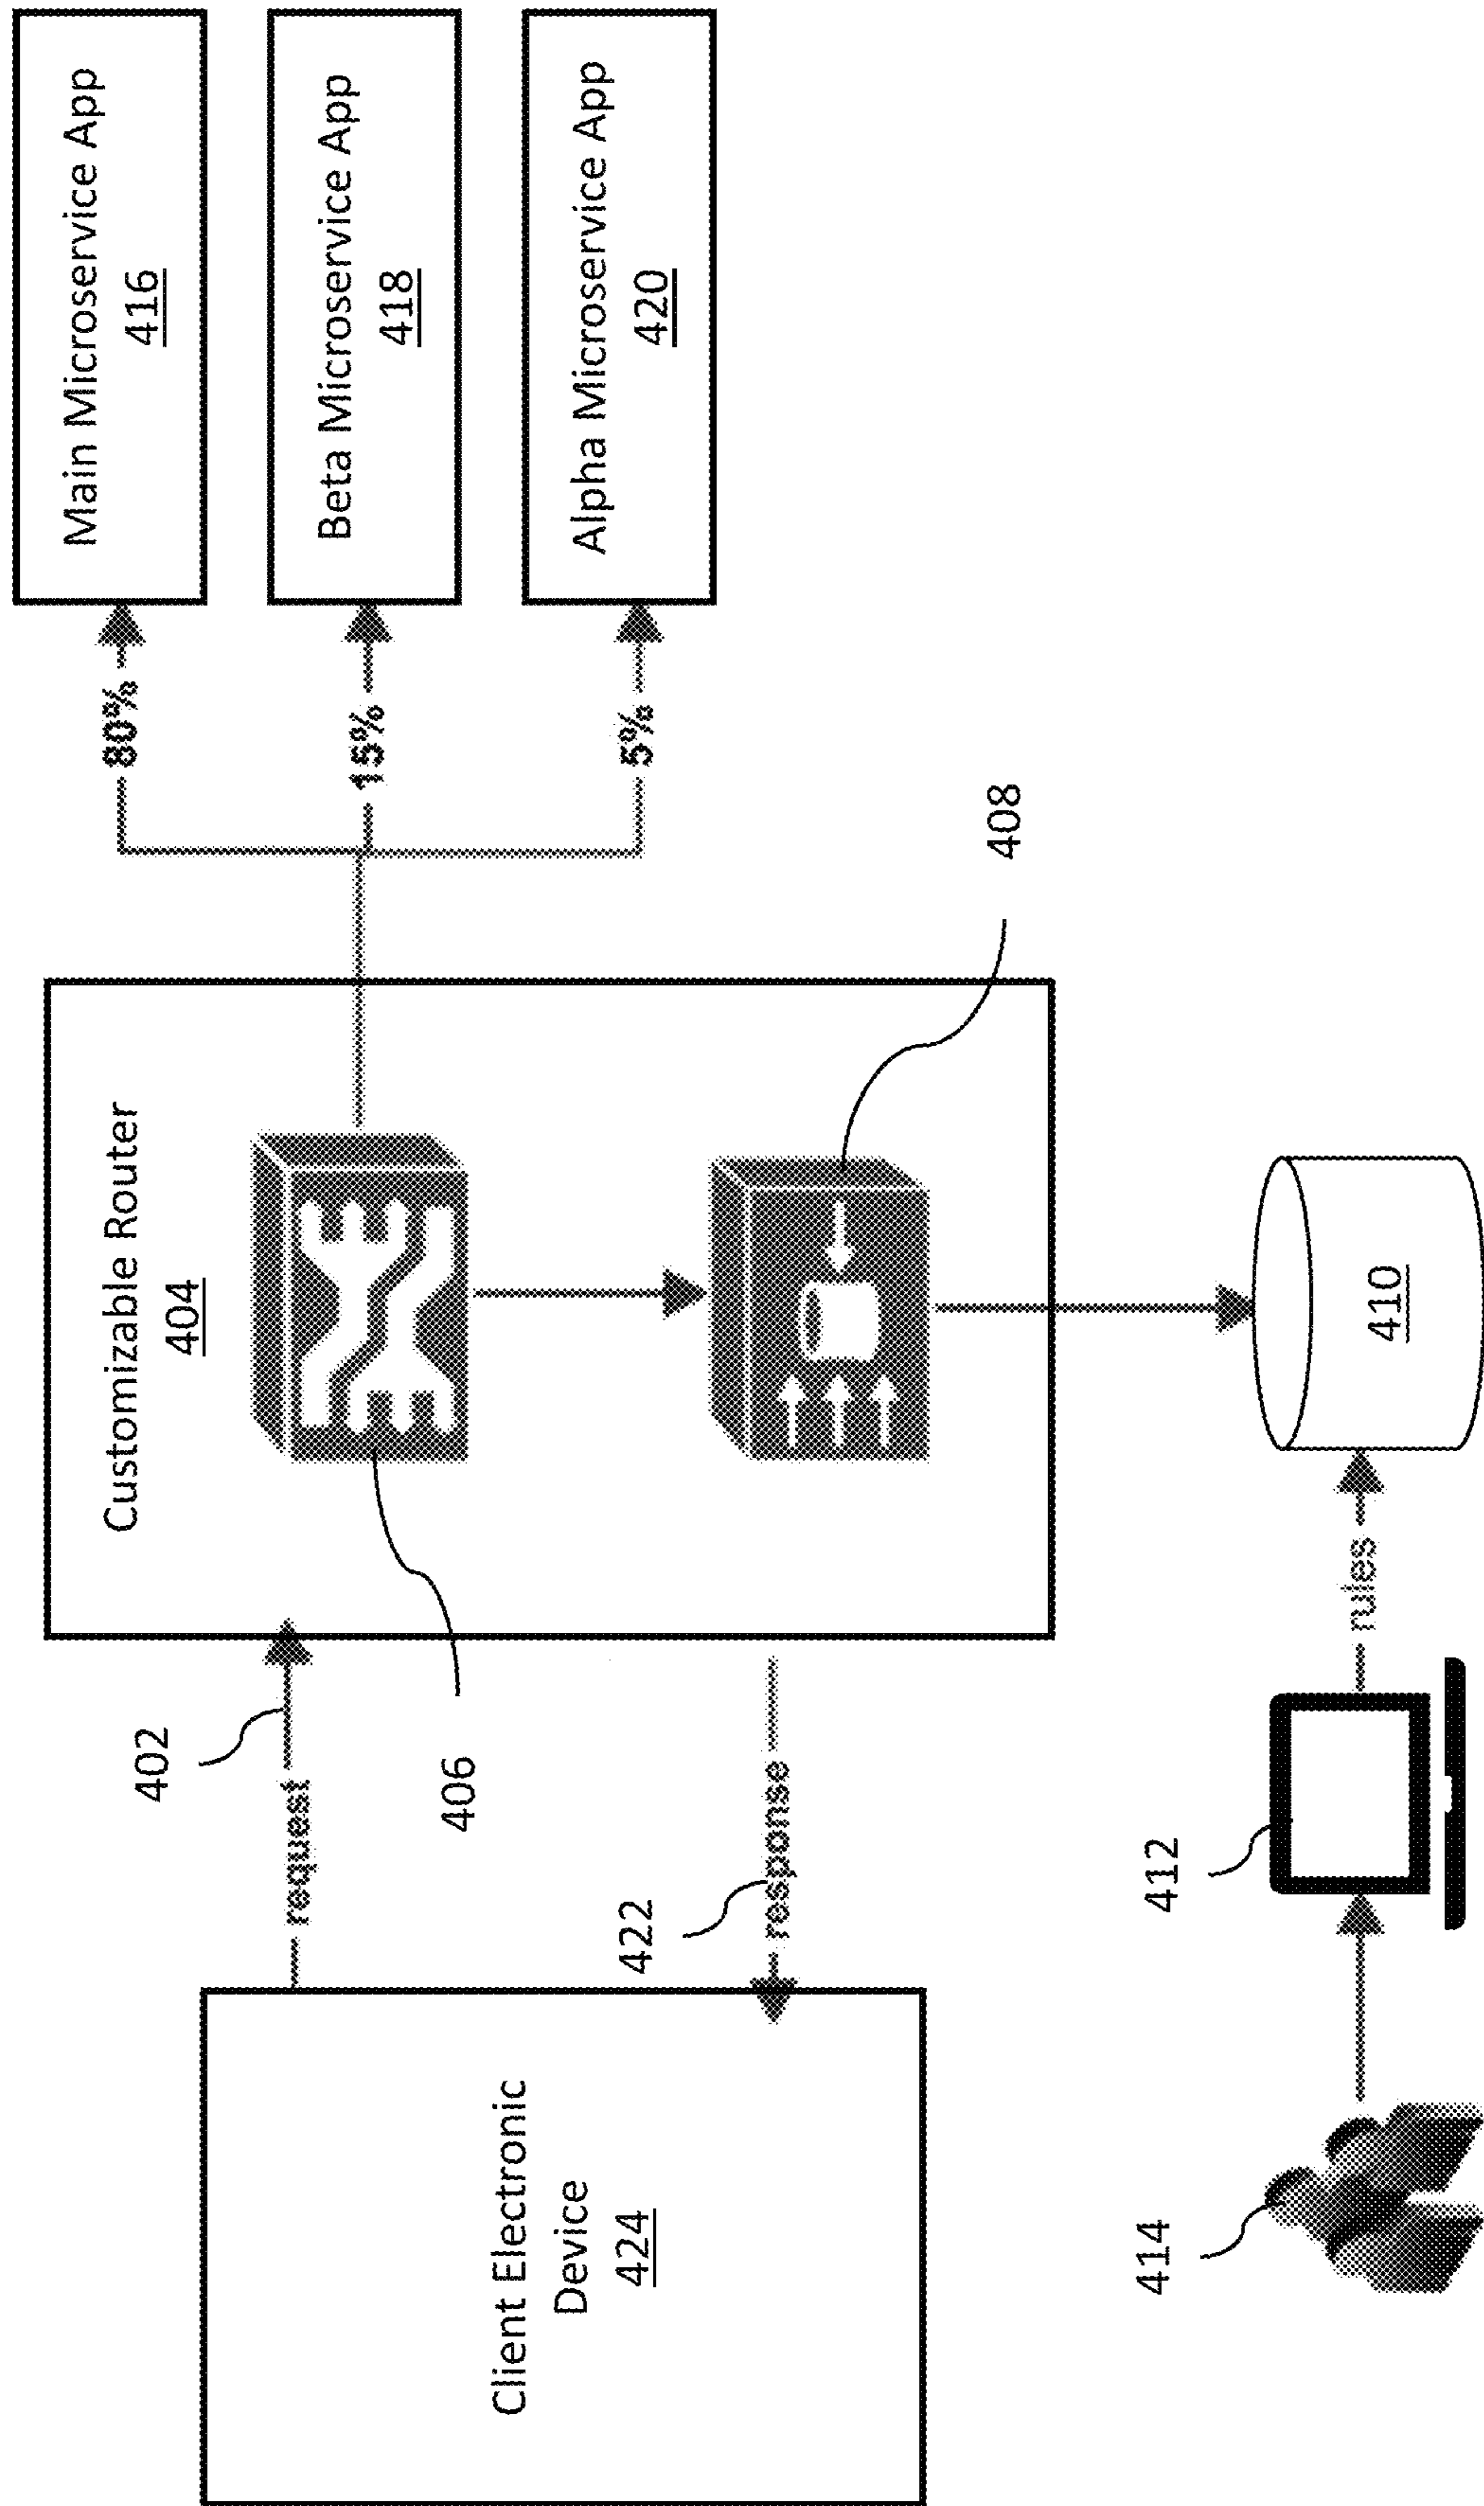 Client Electronic
Device
424
request
402
406
422
response
Customizable Router
404
408
80%
15%
5%
Main Microservice App
416
Beta Microservice App
418
Alpha Microservice App
420
414
412
rules
410